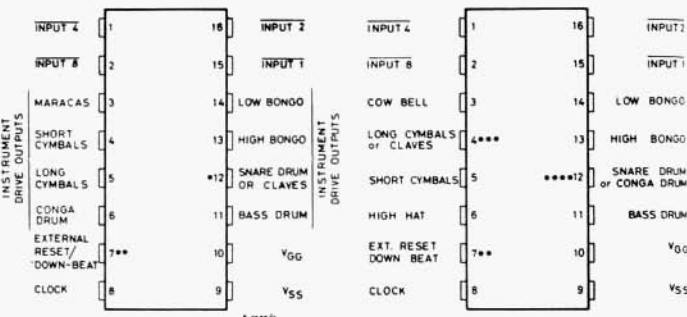 INPUT 4 1 16 INPUT 2
INPUT 8 2 15 INPUT 1
MARACAS 3 14 LOW BONGO
SHORT CYMBALS 4 13 HIGH BONGO
LONG CYMBALS 5 •12 SNARE DRUM OR CLAVES
CONGA DRUM 6 11 BASS DRUM
EXTERNAL RESET/ DOWN-BEAT 7•• 10 VGG
CLOCK 8 9 VSS
INSTRUMENT DRIVE OUTPUTS
INSTRUMENT DRIVE OUTPUTS
INPUT 4 1 16 INPUT 2
INPUT 8 2 15 INPUT 1
COW BELL 3 14 LOW BONGO
LONG CYMBALS or CLAVES 4••• 13 HIGH BONGO
SHORT CYMBALS 5 ••••12 SNARE DRUM or CONGA DRUM
HIGH HAT 6 11 BASS DRUM
EXT. RESET DOWN BEAT 7•• 10 VGG
CLOCK 8 9 VSS